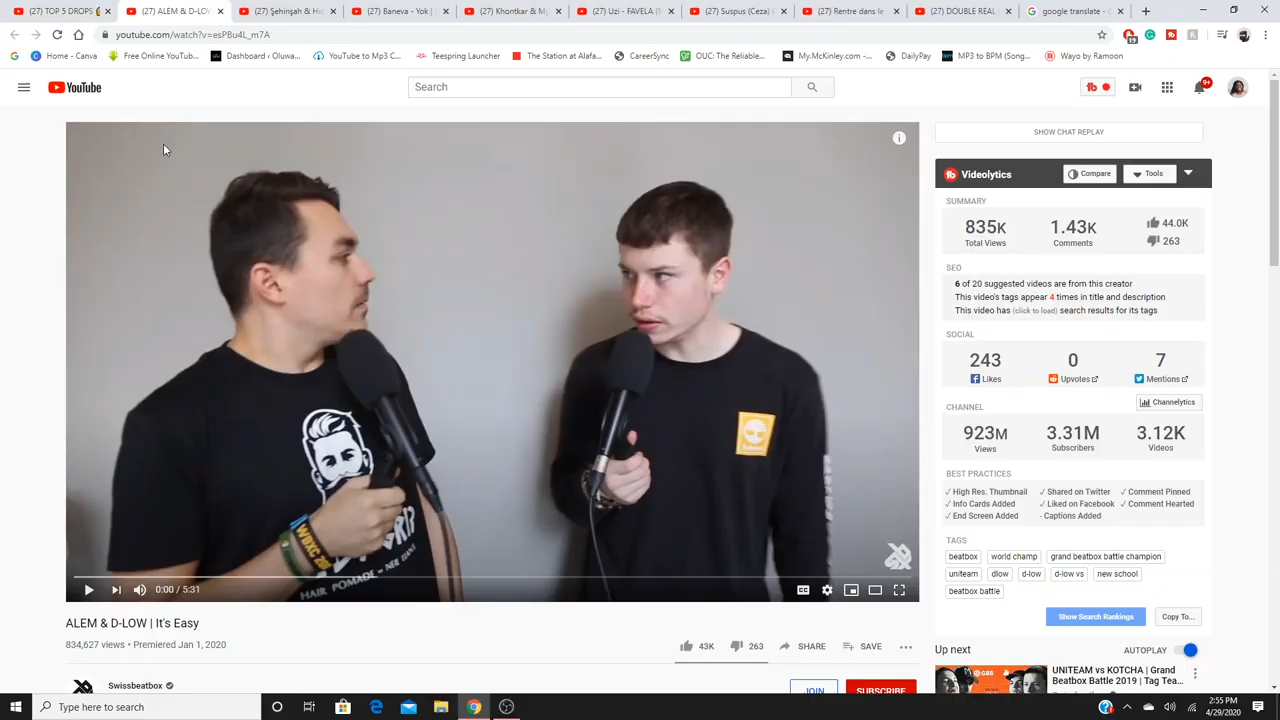 (27) TOP 5 DROPS
(27) ALEM & D-LOW
(27) Şehinşah & Hid
(27) Baneva - Yok |
(27) Khontkar & My
(27) Uzi - FAVELA (M
(27) Suspus (Ceza) |
(27) Rentre dans le
(27) DOUBLE REAL
google translate - G
youtube.com/watch?v=esPBu4L_m7A
19
Home - Canva
Free Online YouTub...
Dashboard ‹ Oluwa...
YouTube to Mp3 C...
Teespring Launcher
The Station at Alafa...
CareerSync
OUC: The Reliable...
My.McKinley.com -...
DailyPay
MP3 to BPM (Song...
Wayo by Ramoon
YouTube
Search
9+
SHOW CHAT REPLAY
Videolytics
Compare
Tools
SUMMARY
835K
Total Views
1.43K
Comments
44.0K
263
SEO
6 of 20 suggested videos are from this creator
This video's tags appear 4 times in title and description
This video has (click to load) search results for its tags
SOCIAL
243
Likes
0
Upvotes
7
Mentions
CHANNEL
Channelytics
923M
Views
3.31M
Subscribers
3.12K
Videos
BEST PRACTICES
✓ High Res. Thumbnail
✓ Shared on Twitter
✓ Comment Pinned
✓ Info Cards Added
✓ Liked on Facebook
✓ Comment Hearted
✓ End Screen Added
- Captions Added
TAGS
beatbox
world champ
grand beatbox battle champion
uniteam
dlow
d-low
d-low vs
new school
beatbox battle
Show Search Rankings
Copy To...
HAIR POMADE
0:00 / 5:31
ALEM & D-LOW | It's Easy
834,627 views • Premiered Jan 1, 2020
43K
263
SHARE
SAVE
Swissbeatbox
JOIN
SUBSCRIBE
Up next
AUTOPLAY
UNITEAM vs KOTCHA | Grand
Beatbox Battle 2019 | Tag Tea...
GBB
Type here to search
2:55 PM
4/29/2020